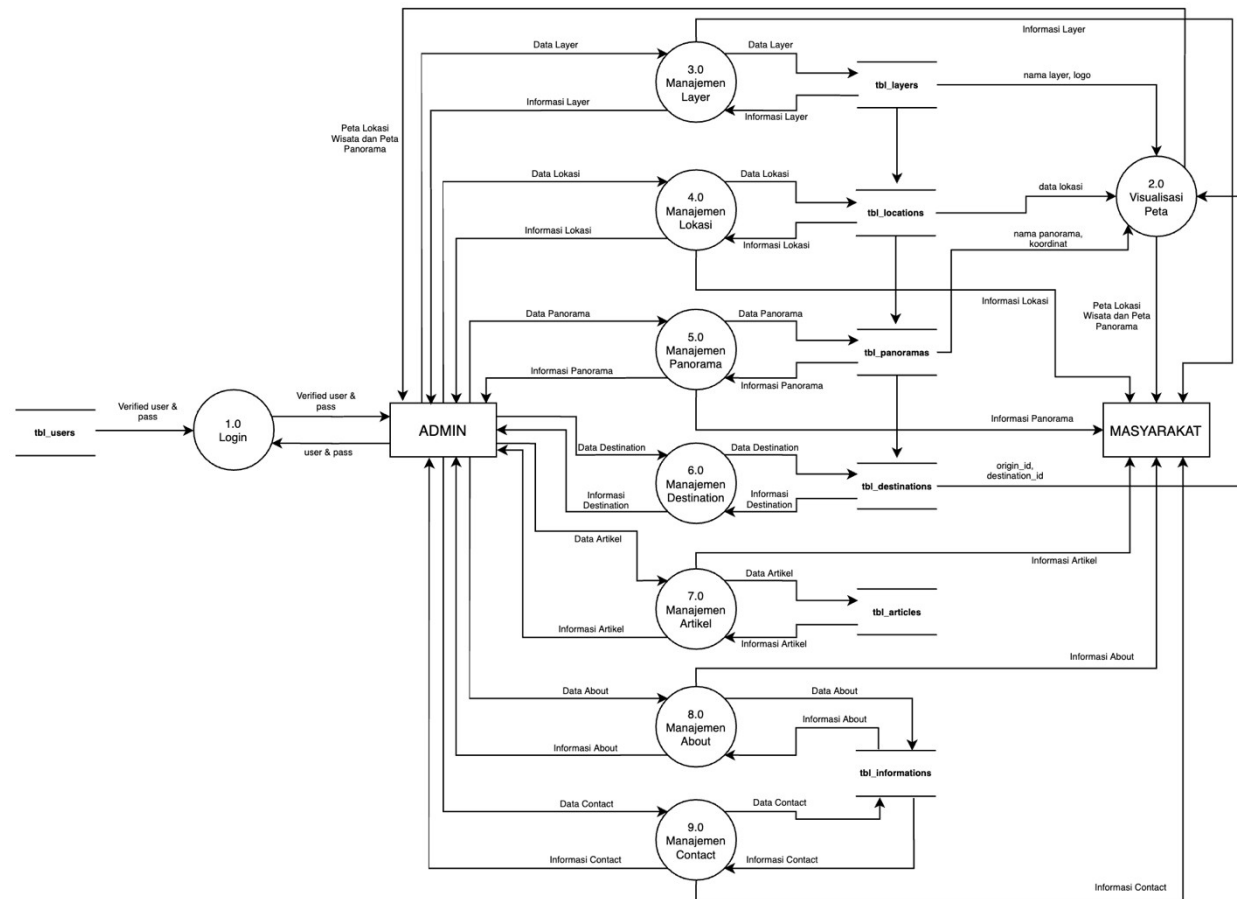 Informasi Layer
Data Layer
Data Layer
3.0
Manajemen
Layer
tbl_layers
nama layer, logo
Informasi Layer
Informasi Layer
Peta Lokasi
Wisata dan Peta
Panorama
Data Lokasi
Data Lokasi
4.0
Manajemen
Lokasi
tbl_locations
data lokasi
2.0
Visualisasi
Peta
Informasi Lokasi
Informasi Lokasi
nama panorama,
koordinat
Informasi Lokasi
Peta Lokasi
Wisata dan Peta
Panorama
Data Panorama
Data Panorama
5.0
Manajemen
Panorama
tbl_panoramas
Informasi Panorama
Informasi Panorama
Informasi Panorama
tbl_users
Verified user &
pass
1.0
Login
Verified user &
pass
user & pass
ADMIN
MASYARAKAT
Data Destination
Data Destination
6.0
Manajemen
Destination
tbl_destinations
origin_id,
destination_id
Informasi
Destination
Informasi
Destination
Data Artikel
Data Artikel
7.0
Manajemen
Artikel
tbl_articles
Informasi Artikel
Informasi Artikel
Informasi Artikel
Informasi About
Data About
Data About
8.0
Manajemen
About
Informasi About
Informasi About
tbl_informations
Data Contact
Data Contact
9.0
Manajemen
Contact
Informasi Contact
Informasi Contact
Informasi Contact